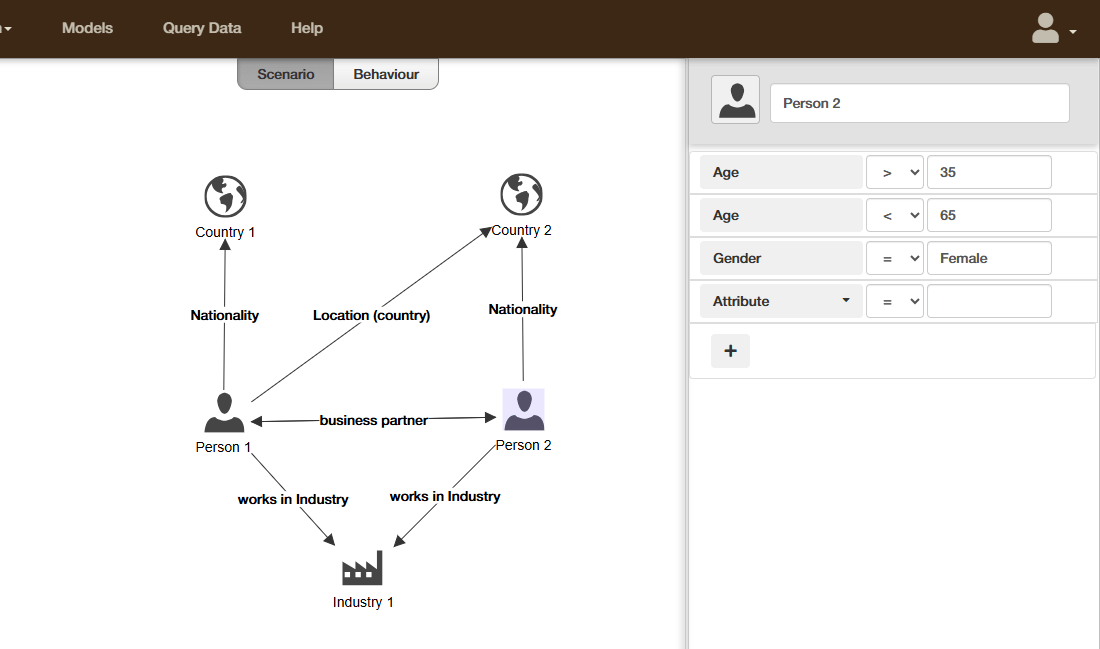 Models Query Data Help
Scenario Behaviour
Person 2
Age > 35
Age < 65
Gender = Female
Attribute =
+
Country 1
Country 2
Nationality
Location (country)
Nationality
business partner
Person 1
Person 2
works in Industry
works in Industry
Industry 1